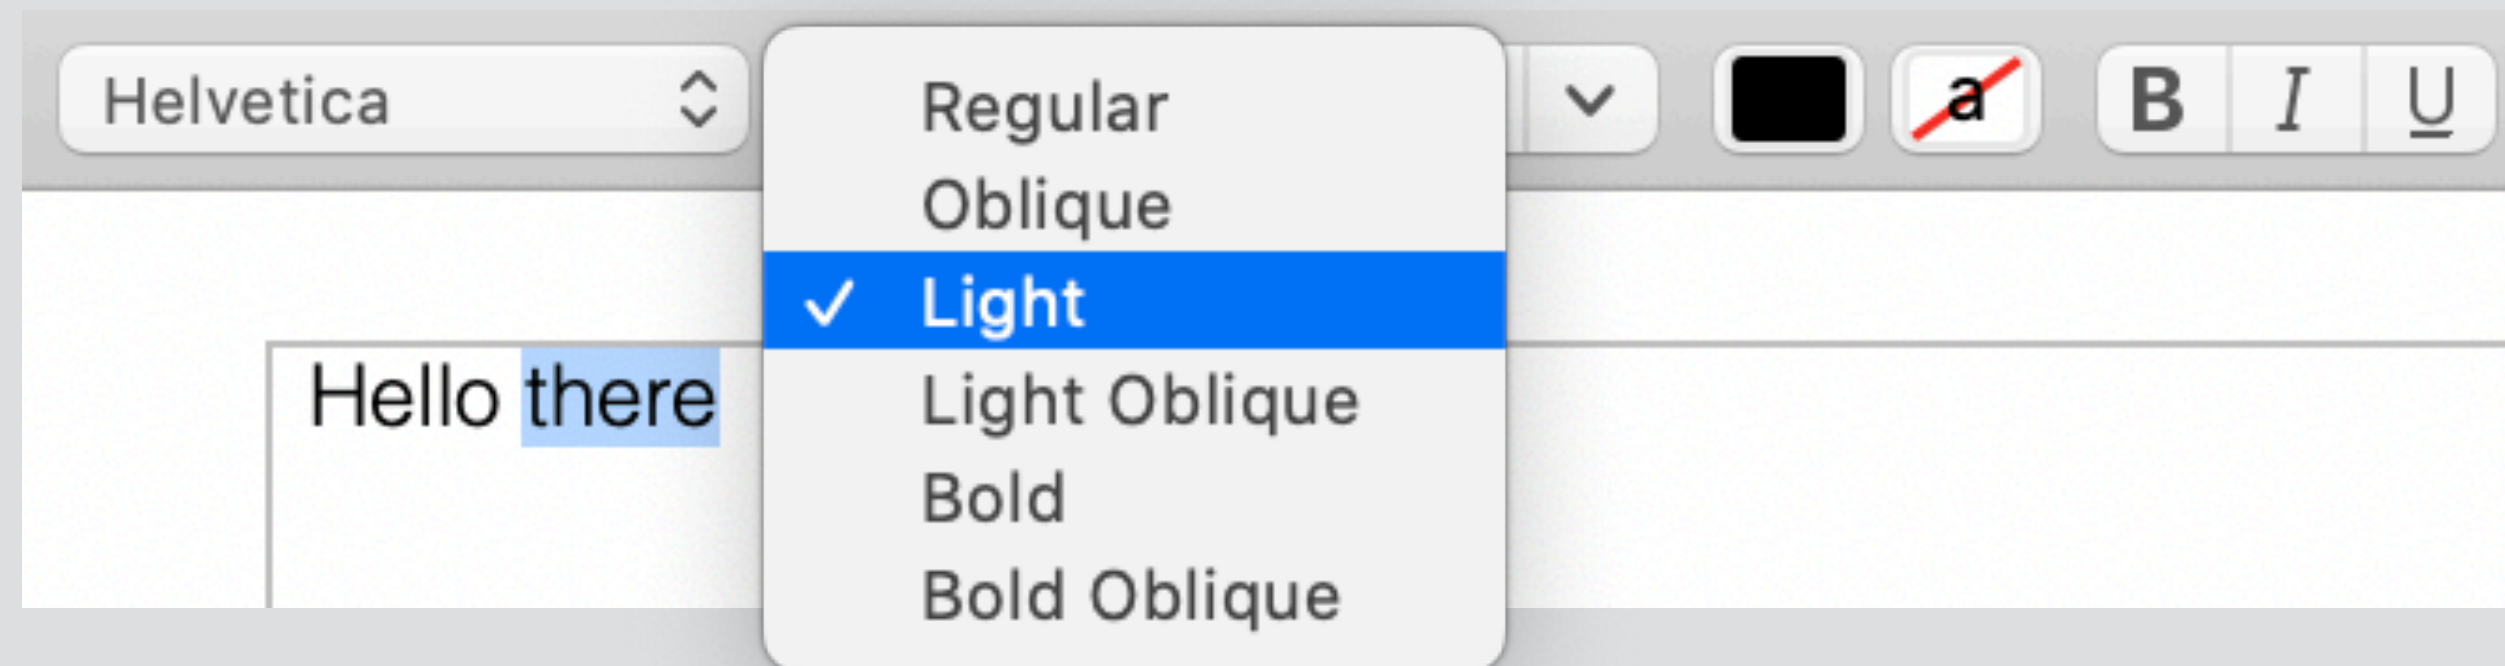 Helvetica
a
B I U
Regular
Oblique
Light
Light Oblique
Bold
Bold Oblique
Hello there